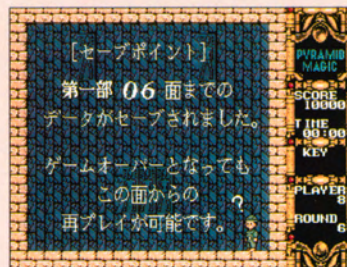 ［セーブポイント］
第一部 06 面までの
データがセーブされました。
ゲームオーバーとなっても
この面からの
再プレイが可能です。
?
PYRAMID
MAGIC
SCORE
10000
TIME
00:00
KEY
PLAYER
8
ROUND
6